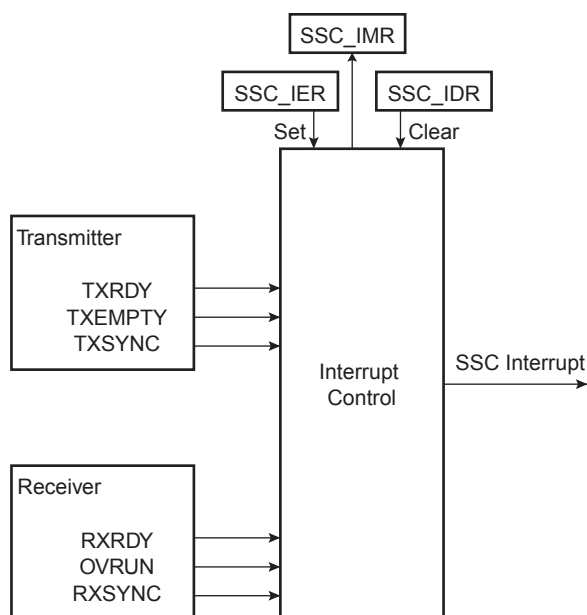 SSC_IMR
SSC_IER
SSC_IDR
Set
Clear
Transmitter
TXRDY
TXEMPTY
TXSYNC
Interrupt
Control
SSC Interrupt
Receiver
RXRDY
OVRUN
RXSYNC